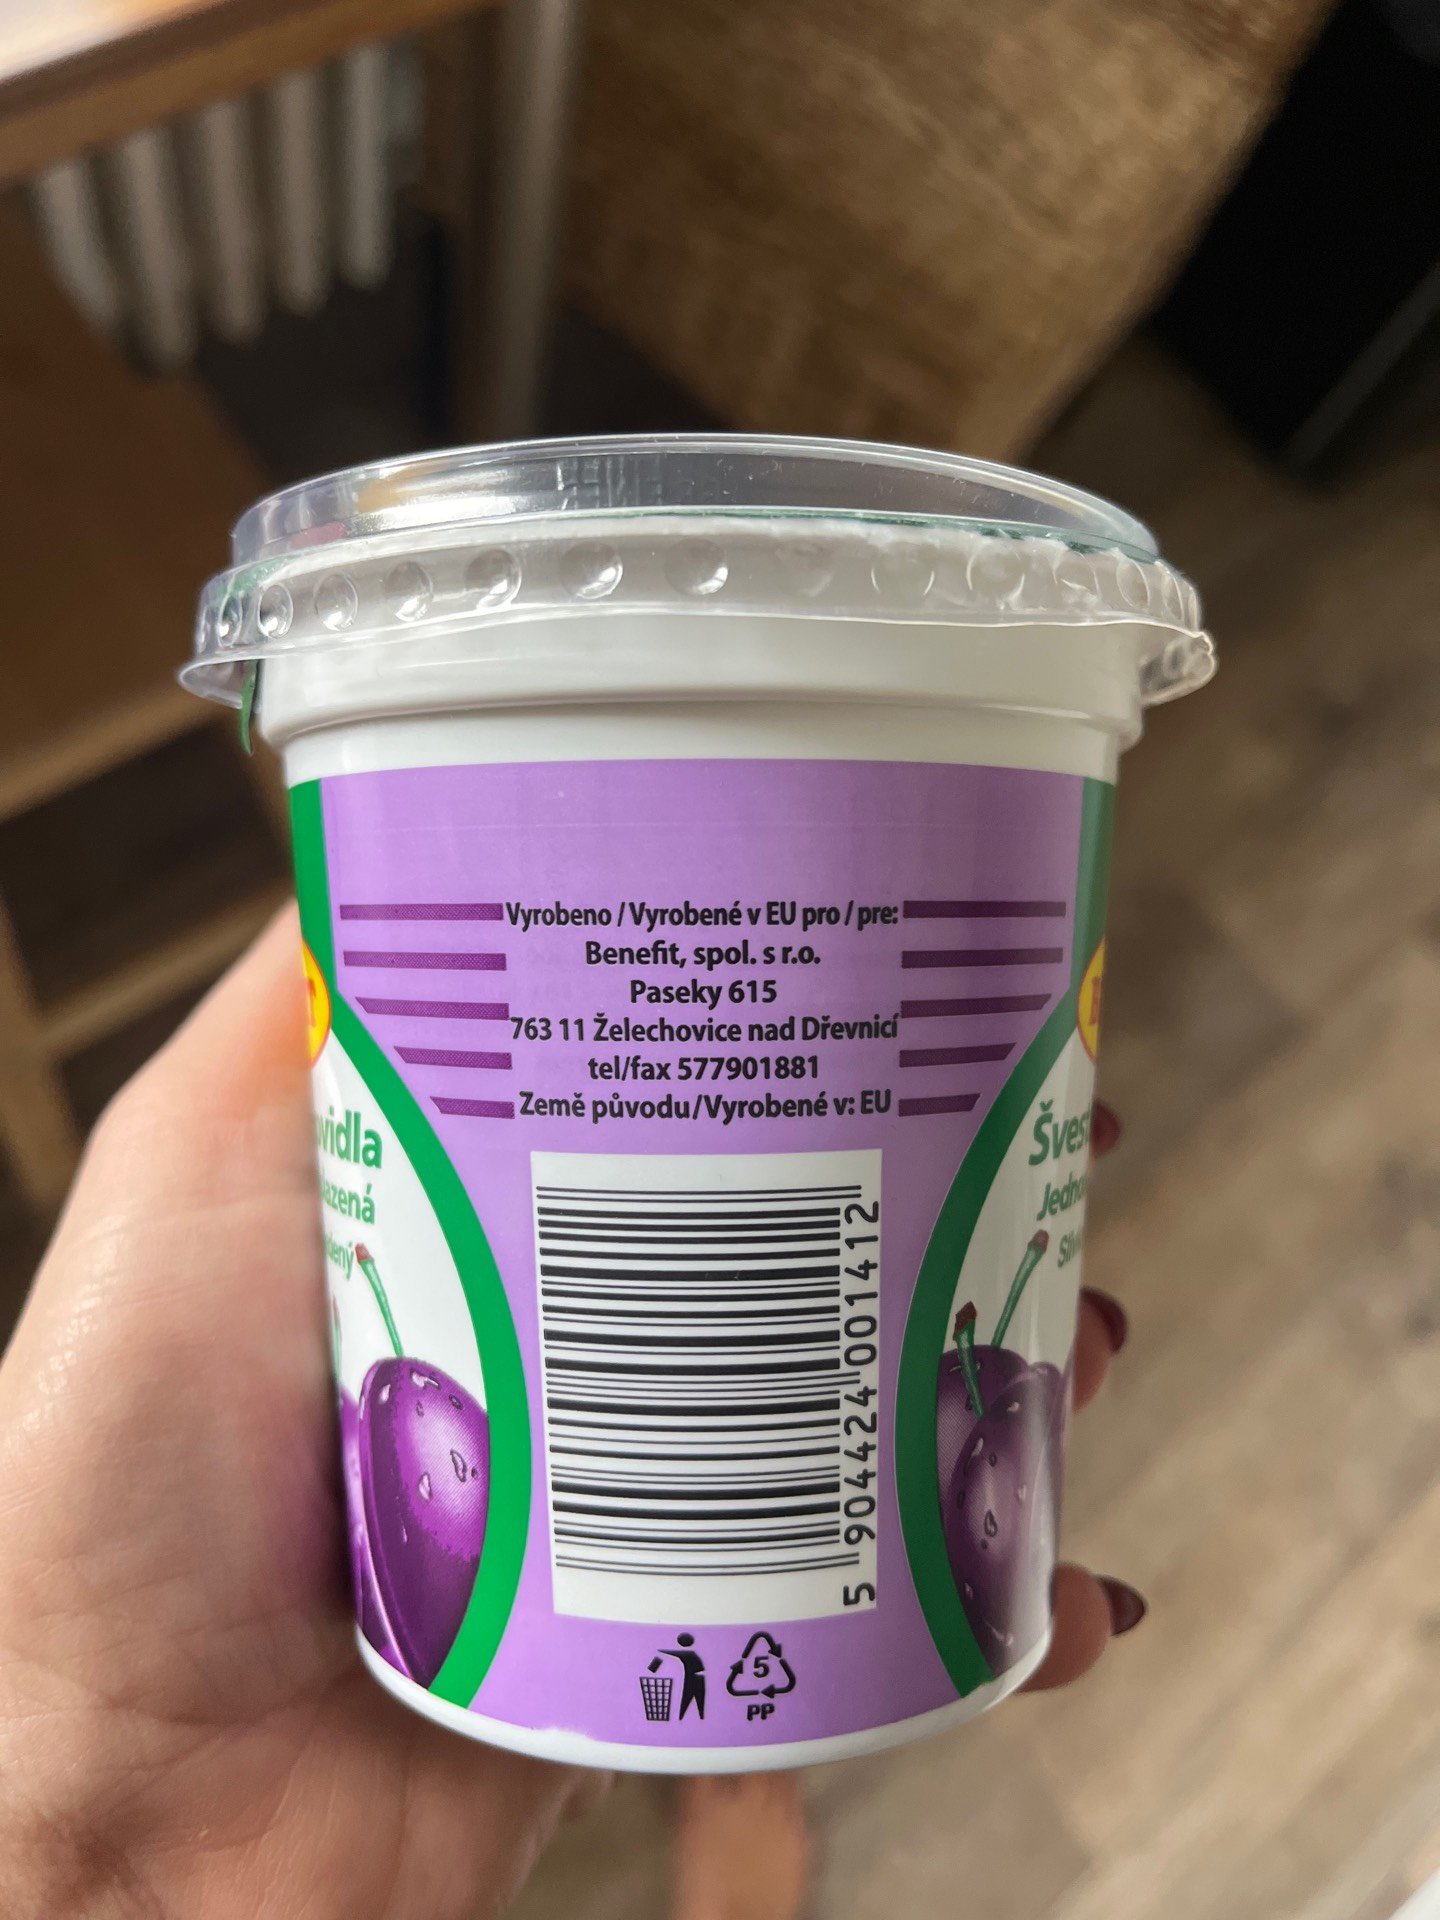 Vyrobeno / Vyrobené v EU pro / pre:
Benefit, spol. s r.o.
Paseky 615
763 11 Želechovice nad Dřevnicí
tel/fax 577901881
Země původu/Vyrobené v: EU
5 904424 001412
5
PP